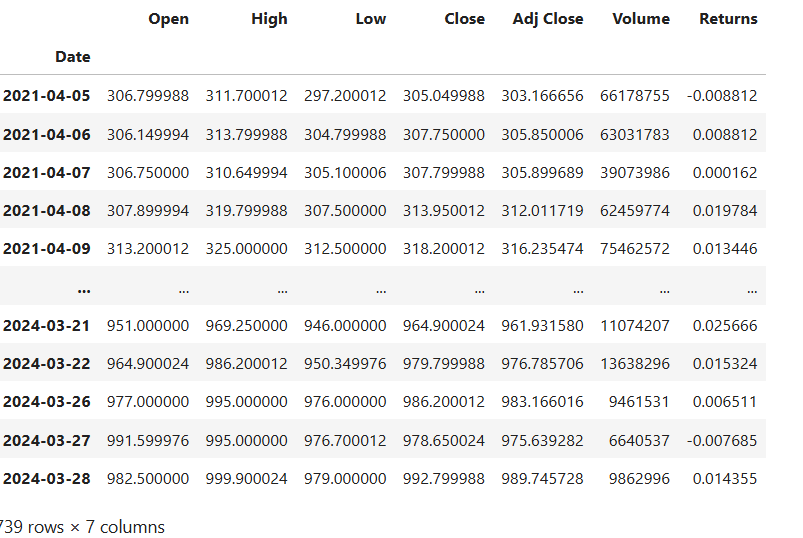 Open High Low Close Adj Close Volume Returns
Date
2021-04-05 306.799988 311.700012 297.200012 305.049988 303.166656 66178755 -0.008812
2021-04-06 306.149994 313.799988 304.799988 307.750000 305.850006 63031783 0.008812
2021-04-07 306.750000 310.649994 305.100006 307.799988 305.899689 39073986 0.000162
2021-04-08 307.899994 319.799988 307.500000 313.950012 312.011719 62459774 0.019784
2021-04-09 313.200012 325.000000 312.500000 318.200012 316.235474 75462572 0.013446
... ... ... ... ... ... ... ...
2024-03-21 951.000000 969.250000 946.000000 964.900024 961.931580 11074207 0.025666
2024-03-22 964.900024 986.200012 950.349976 979.799988 976.785706 13638296 0.015324
2024-03-26 977.000000 995.000000 976.000000 986.200012 983.166016 9461531 0.006511
2024-03-27 991.599976 995.000000 976.700012 978.650024 975.639282 6640537 -0.007685
2024-03-28 982.500000 999.900024 979.000000 992.799988 989.745728 9862996 0.014355
739 rows × 7 columns